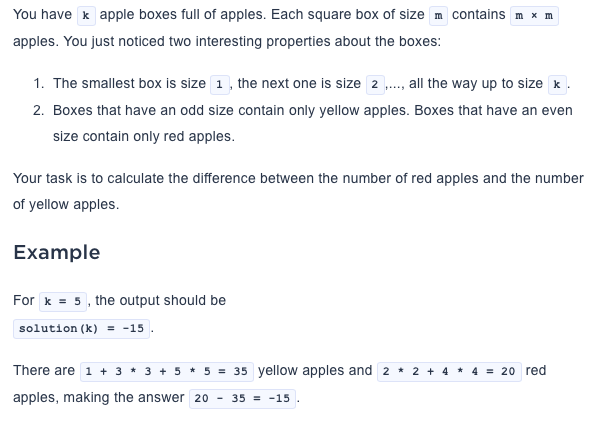 You have k apple boxes full of apples. Each square box of size m contains m × m
apples. You just noticed two interesting properties about the boxes:
1. The smallest box is size 1 , the next one is size 2 ,..., all the way up to size k .
2. Boxes that have an odd size contain only yellow apples. Boxes that have an even
size contain only red apples.
Your task is to calculate the difference between the number of red apples and the number
of yellow apples.
Example
For k = 5 , the output should be
solution(k) = -15 .
There are 1 + 3 * 3 + 5 * 5 = 35 yellow apples and 2 * 2 + 4 * 4 = 20 red
apples, making the answer 20 - 35 = -15 .